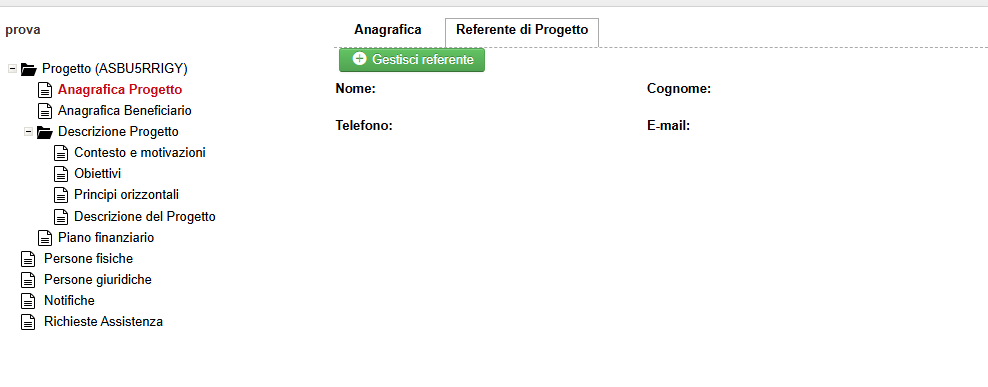 prova
Anagrafica
Referente di Progetto
Gestisci referente
Nome:
Cognome:
Telefono:
E-mail:
Progetto (ASBU5RRIGY)
Anagrafica Progetto
Anagrafica Beneficiario
Descrizione Progetto
Contesto e motivazioni
Obiettivi
Principi orizzontali
Descrizione del Progetto
Piano finanziario
Persone fisiche
Persone giuridiche
Notifiche
Richieste Assistenza